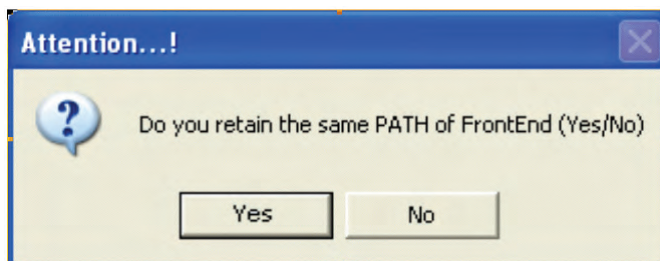 Attention...!
Do you retain the same PATH of FrontEnd (Yes/No)
Yes
No